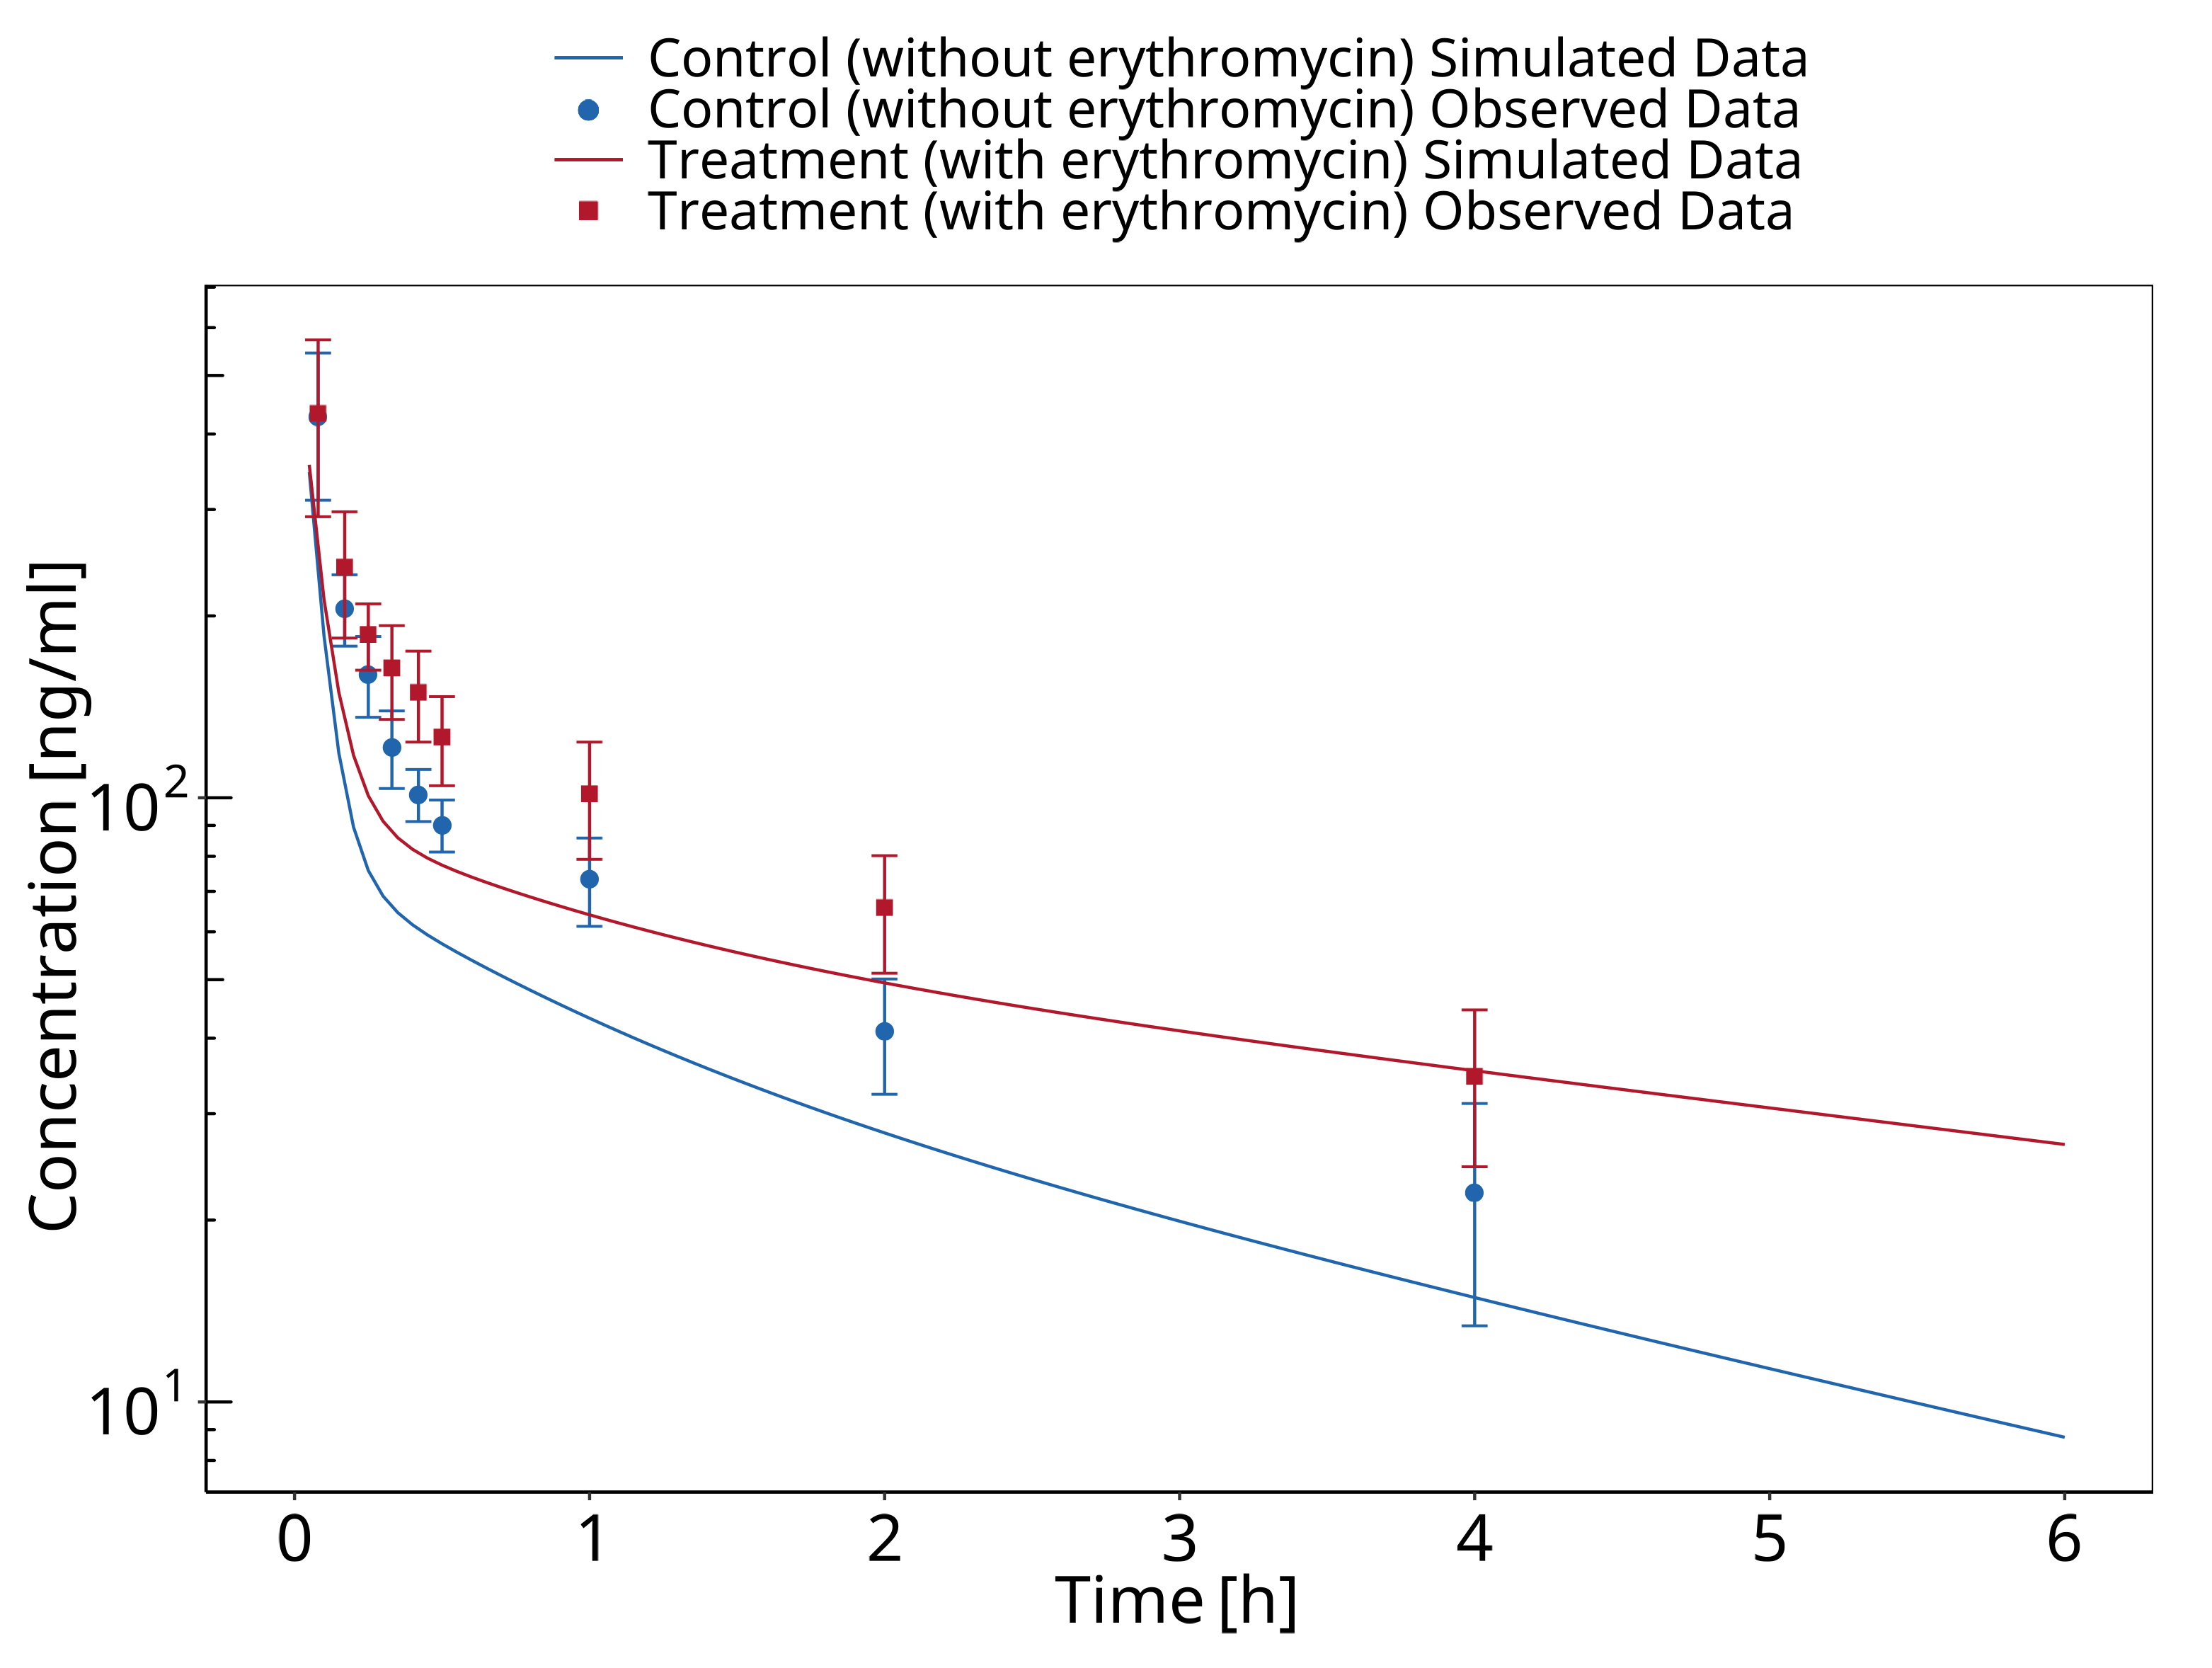 Control (without erythromycin) Simulated Data
Control (without erythromycin) Observed Data
Treatment (with erythromycin) Simulated Data
Treatment (with erythromycin) Observed Data
Concentration [ng/ml]
10²
10¹
0 1 2 3 4 5 6
Time [h]